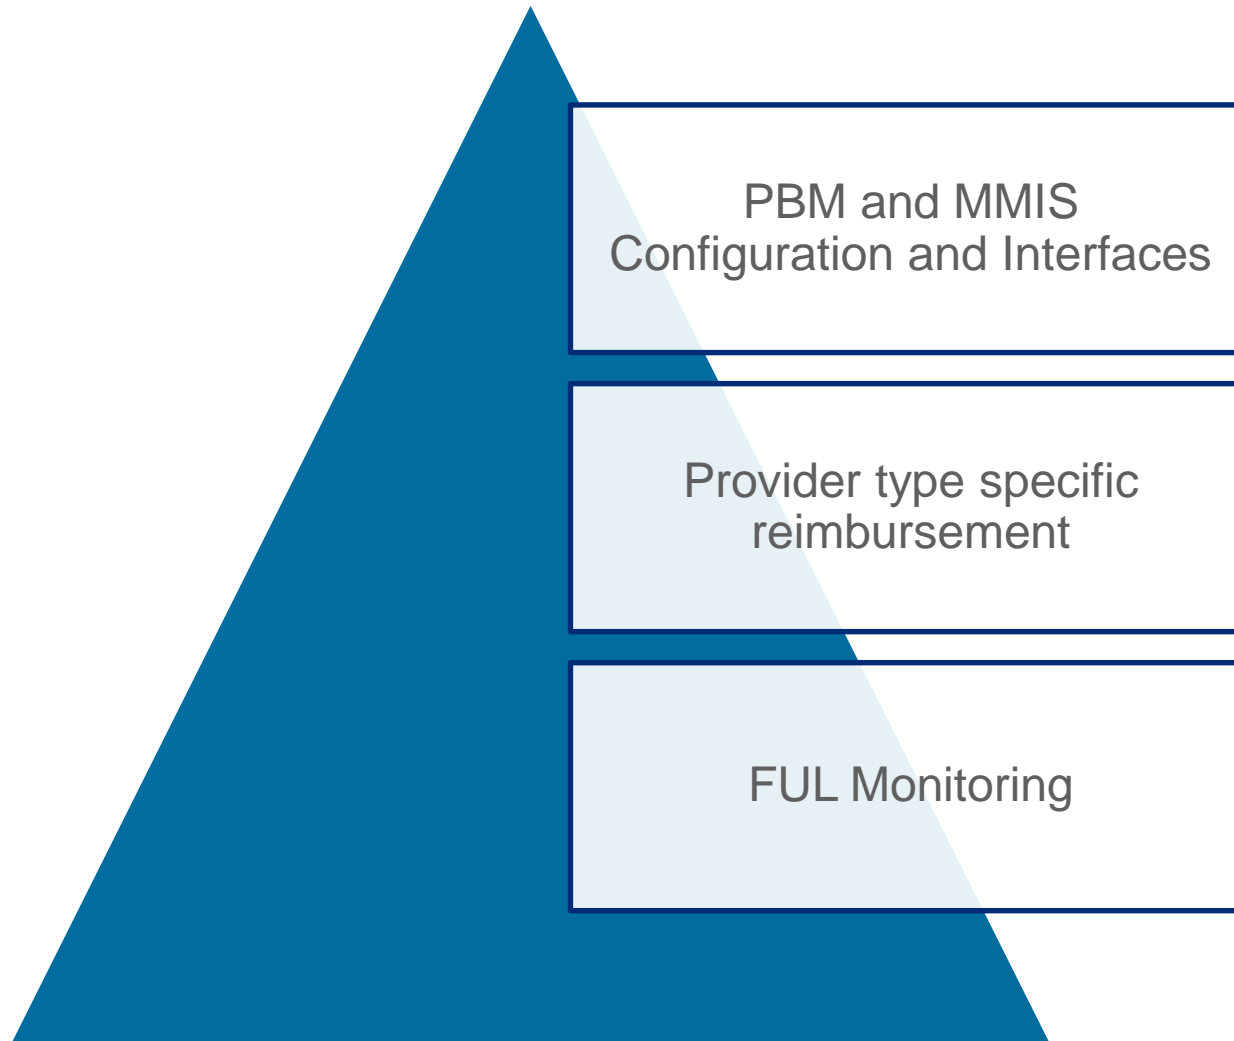 PBM and MMIS
Configuration and Interfaces
Provider type specific
reimbursement
FUL Monitoring